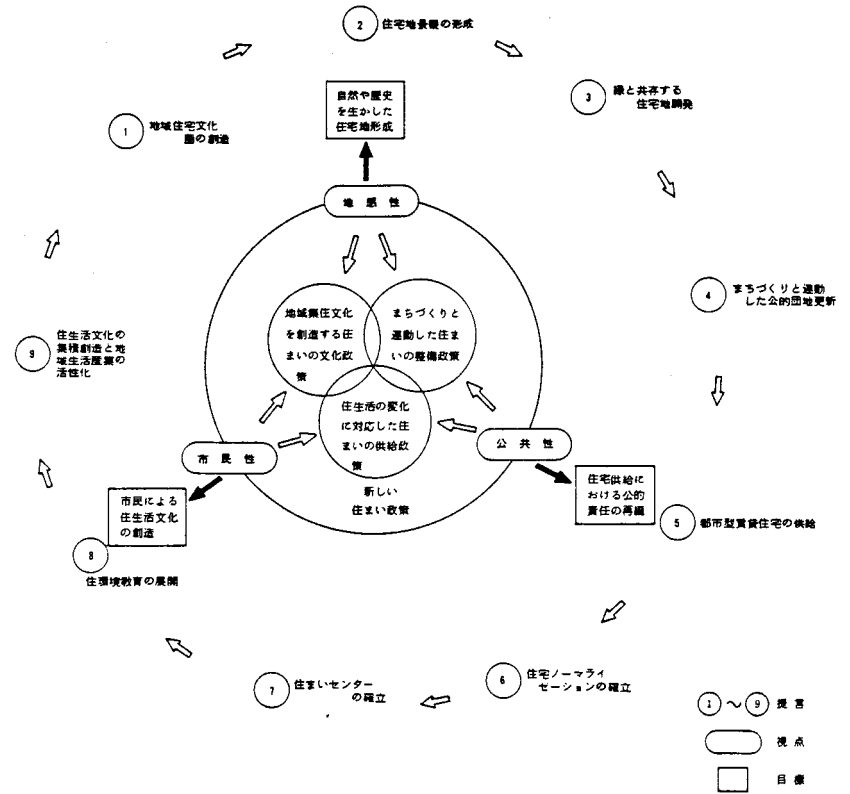 2
住宅地景観の形成
3
緑と共存する
住宅地開発
自然や歴史
を生かした
住宅地形成
1
地域住宅文化
圏の創造
地感性
4
まちづくりと連動
した公的団地更新
地域集住文化
を創造する住
まいの文化政
策
まちづくりと
連動した住ま
いの整備政策
9
住生活文化の
集積創造と地
域生活産業の
活性化
住生活の変化
に対応した住
まいの供給政
策
市民性
公共性
新しい
住まい政策
市民による
住生活文化
の創造
住宅供給に
おける公的
責任の再編
5
都市型賃貸住宅の供給
8
住環境教育の展開
7
住まいセンター
の確立
6
住宅ノーマライ
ゼーションの確立
1～9 提言
視点
目標